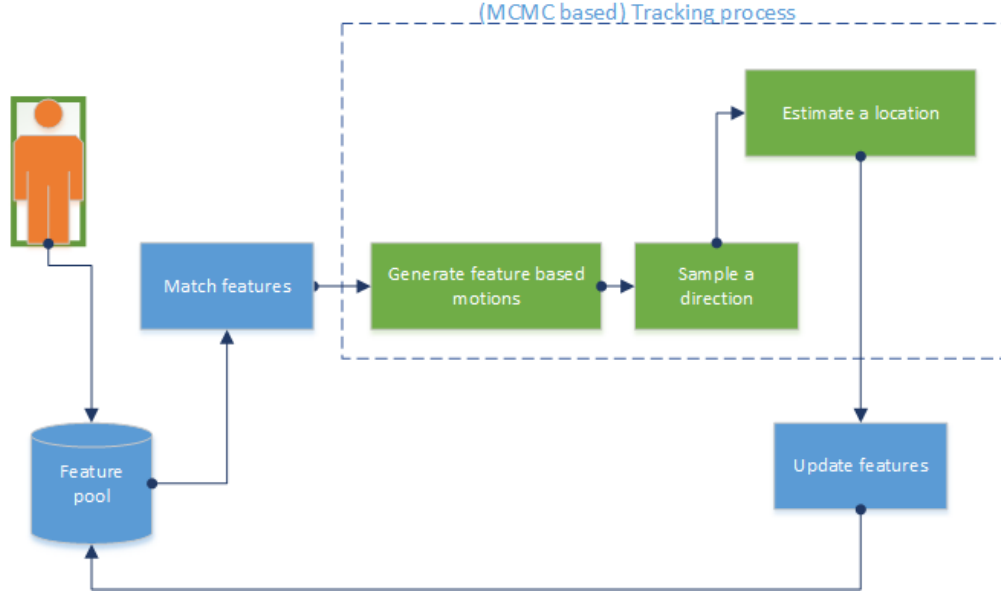 (MCMC based) Tracking process
Estimate a location
Match features
Generate feature based
motions
Sample a
direction
Feature
pool
Update features